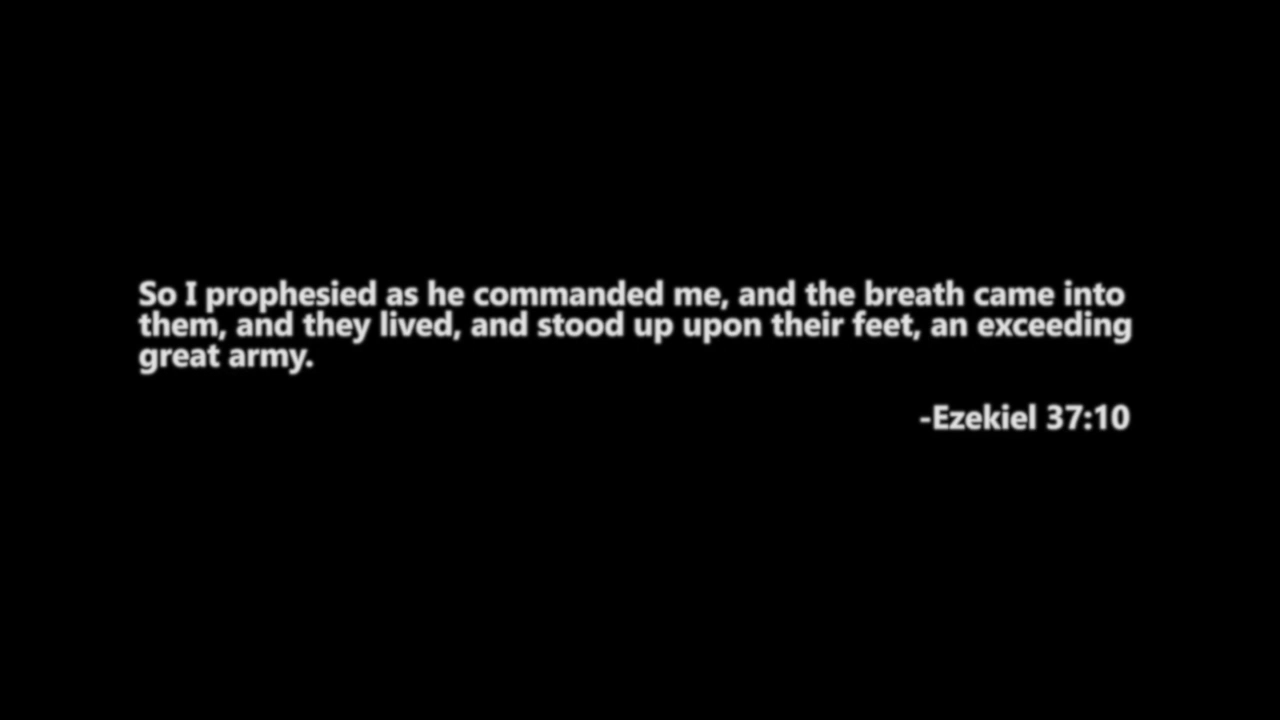 So I prophesied as he commanded me, and the breath came into
them, and they lived, and stood up upon their feet, an exceeding
great army.
-Ezekiel 37:10